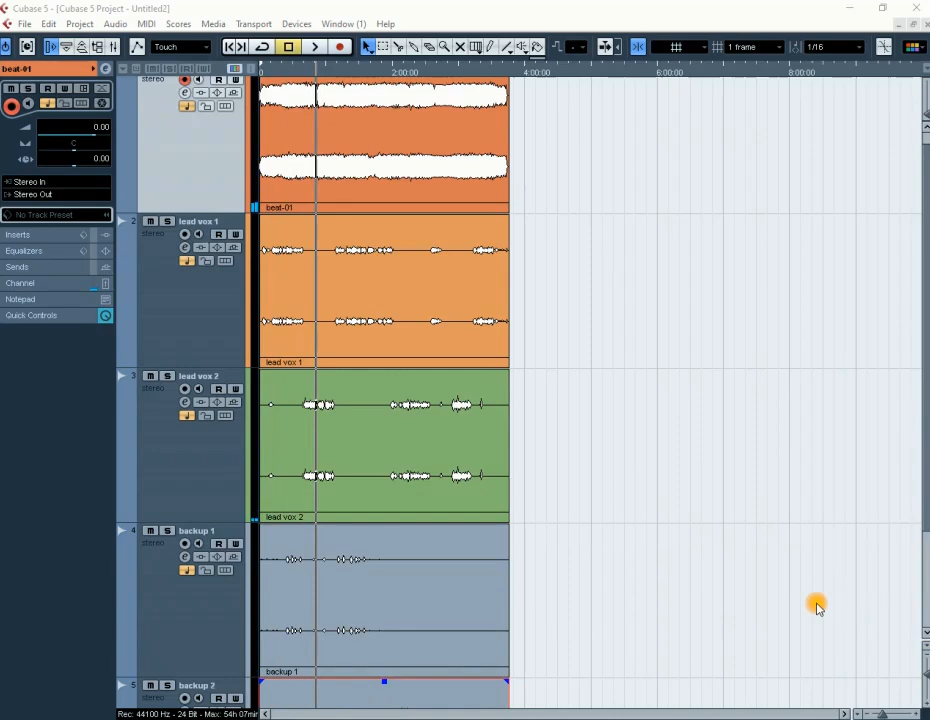 Cubase 5 - [Cubase 5 Project - Untitled2]
File Edit Project Audio MIDI Scores Media Transport Devices Window (1) Help
Touch
1 frame
1/16
beat-01
0 2:00:00 4:00:00 6:00:00 8:00:00
m S R W
stereo R W
e
0.00
C
0.00
Stereo In
Stereo Out
No Track Preset
beat-01
Inserts
Equalizers
Sends
Channel
Notepad
Quick Controls
2 m S lead vox 1
stereo R W
e
lead vox 1
3 m S lead vox 2
stereo R W
e
lead vox 2
4 m S backup 1
stereo R W
e
backup 1
5 m S backup 2
stereo R W
Rec: 44100 Hz - 24 Bit - Max: 54h 07min